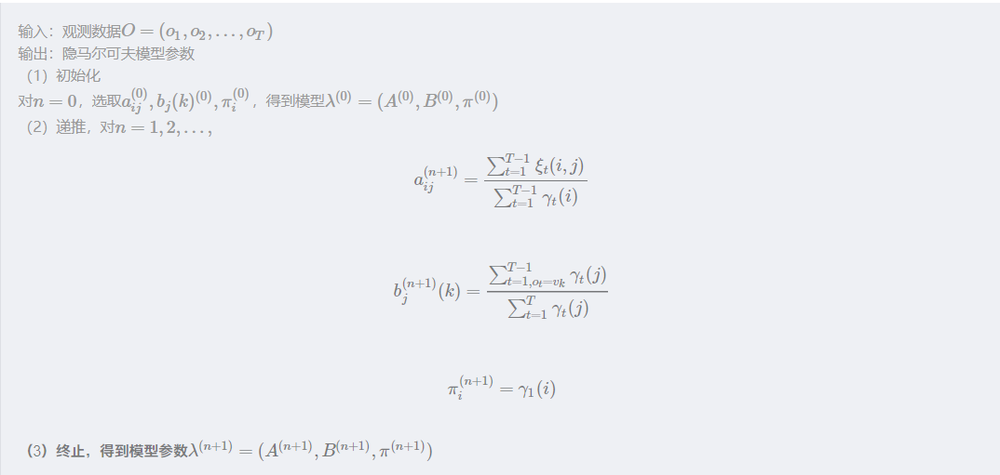 输入：观测数据$O = (o_1, o_2, \ldots, o_T)$
输出：隐马尔可夫模型参数
（1）初始化
对$n = 0$，选取$a_{ij}^{(0)}, b_j(k)^{(0)}, \pi_i^{(0)}$，得到模型$\lambda^{(0)} = (A^{(0)}, B^{(0)}, \pi^{(0)})$
（2）递推，对$n = 1, 2, \ldots,$
$a_{ij}^{(n+1)} = \frac{\sum_{t=1}^{T-1} \xi_t(i,j)}{\sum_{t=1}^{T-1} \gamma_t(i)}$
$b_j^{(n+1)}(k) = \frac{\sum_{t=1,o_t=v_k}^{T-1} \gamma_t(j)}{\sum_{t=1}^{T} \gamma_t(j)}$
$\pi_i^{(n+1)} = \gamma_1(i)$
（3）终止，得到模型参数$\lambda^{(n+1)} = (A^{(n+1)}, B^{(n+1)}, \pi^{(n+1)})$